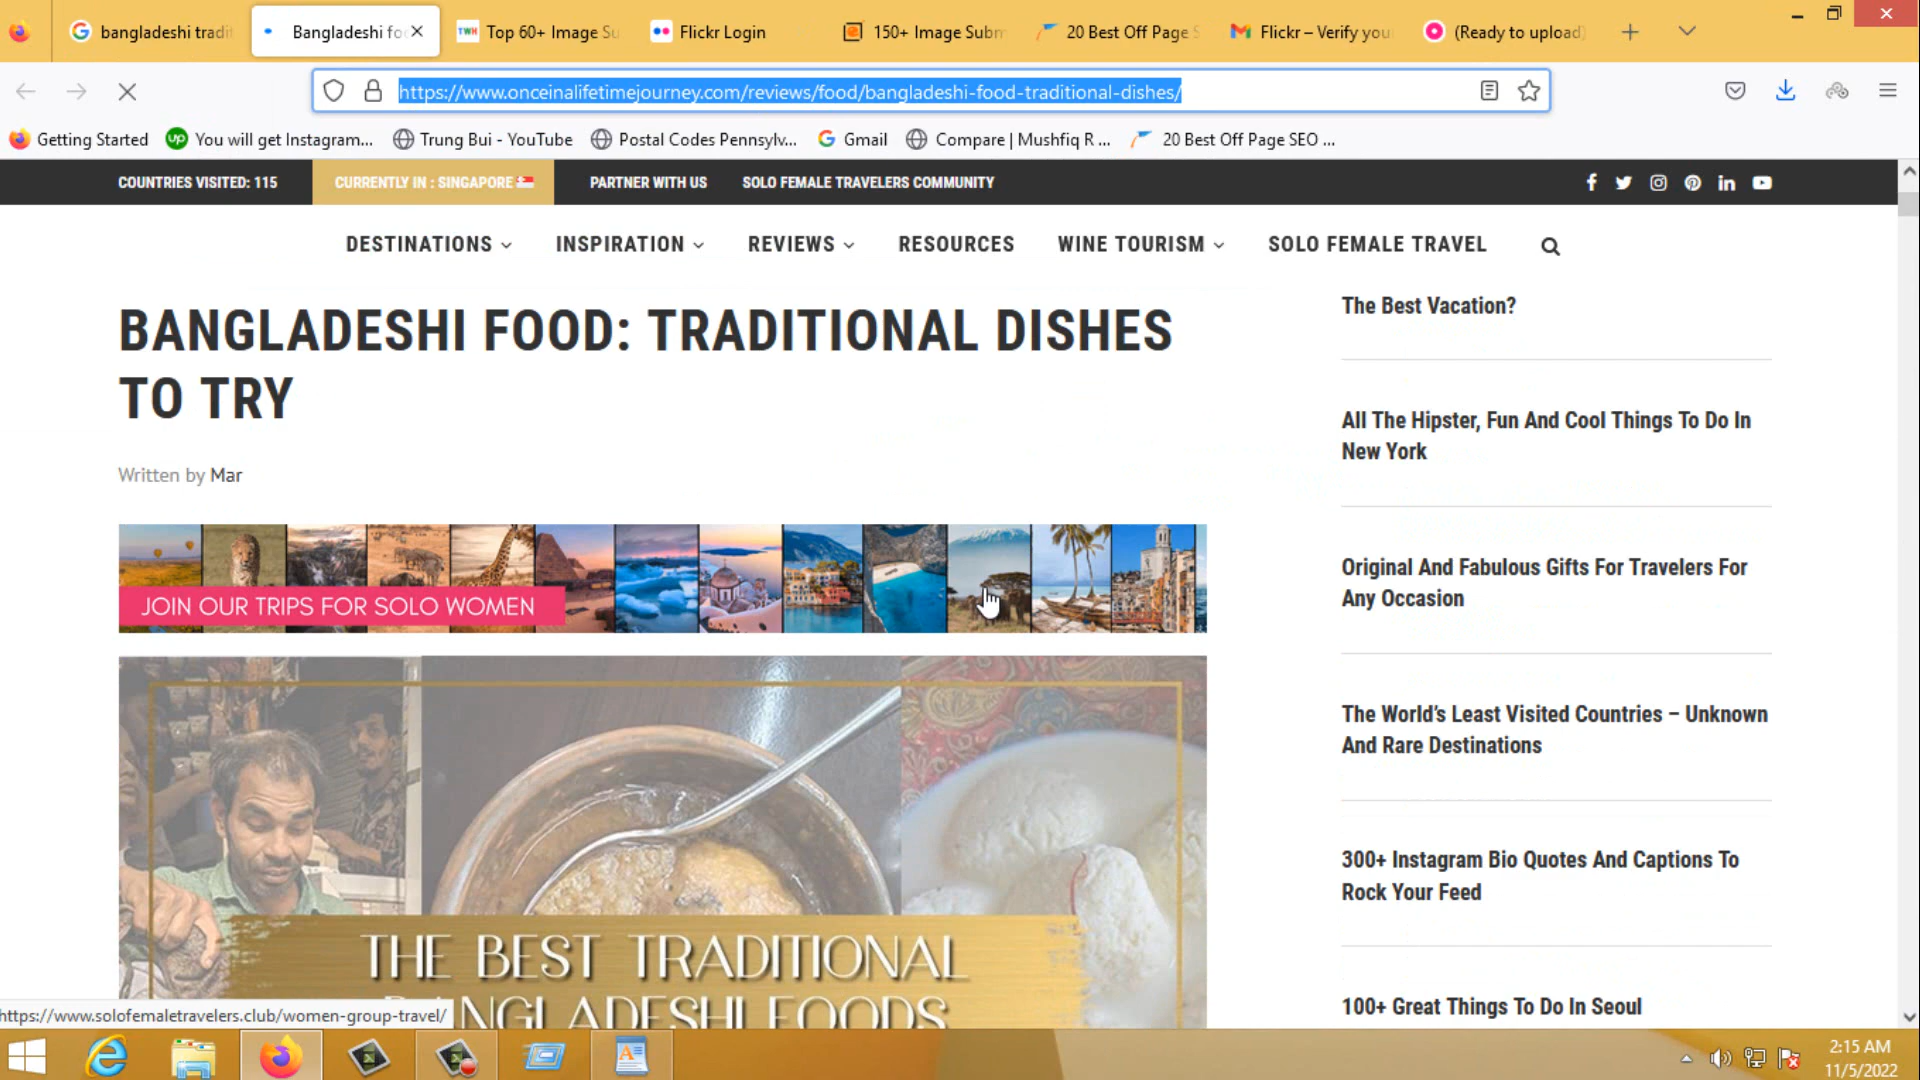 bangladeshi tradit
Bangladeshi fo
TWH Top 60+ Image Su
Flickr Login
150+ Image Subm
20 Best Off Page S
Flickr – Verify you
(Ready to upload)
https://www.onceinalifetimejourney.com/reviews/food/bangladeshi-food-traditional-dishes/
Getting Started
up You will get Instagram...
Trung Bui - YouTube
Postal Codes Pennsylv...
Gmail
Compare | Mushfiq R ...
20 Best Off Page SEO ...
COUNTRIES VISITED: 115
CURRENTLY IN : SINGAPORE
PARTNER WITH US
SOLO FEMALE TRAVELERS COMMUNITY
DESTINATIONS
INSPIRATION
REVIEWS
RESOURCES
WINE TOURISM
SOLO FEMALE TRAVEL
BANGLADESHI FOOD: TRADITIONAL DISHES
TO TRY
Written by Mar
JOIN OUR TRIPS FOR SOLO WOMEN
THE BEST TRADITIONAL
BANGLADESHI FOODS
The Best Vacation?
All The Hipster, Fun And Cool Things To Do In
New York
Original And Fabulous Gifts For Travelers For
Any Occasion
The World's Least Visited Countries – Unknown
And Rare Destinations
300+ Instagram Bio Quotes And Captions To
Rock Your Feed
100+ Great Things To Do In Seoul
https://www.solofemaletravelers.club/women-group-travel/
2:15 AM
11/5/2022